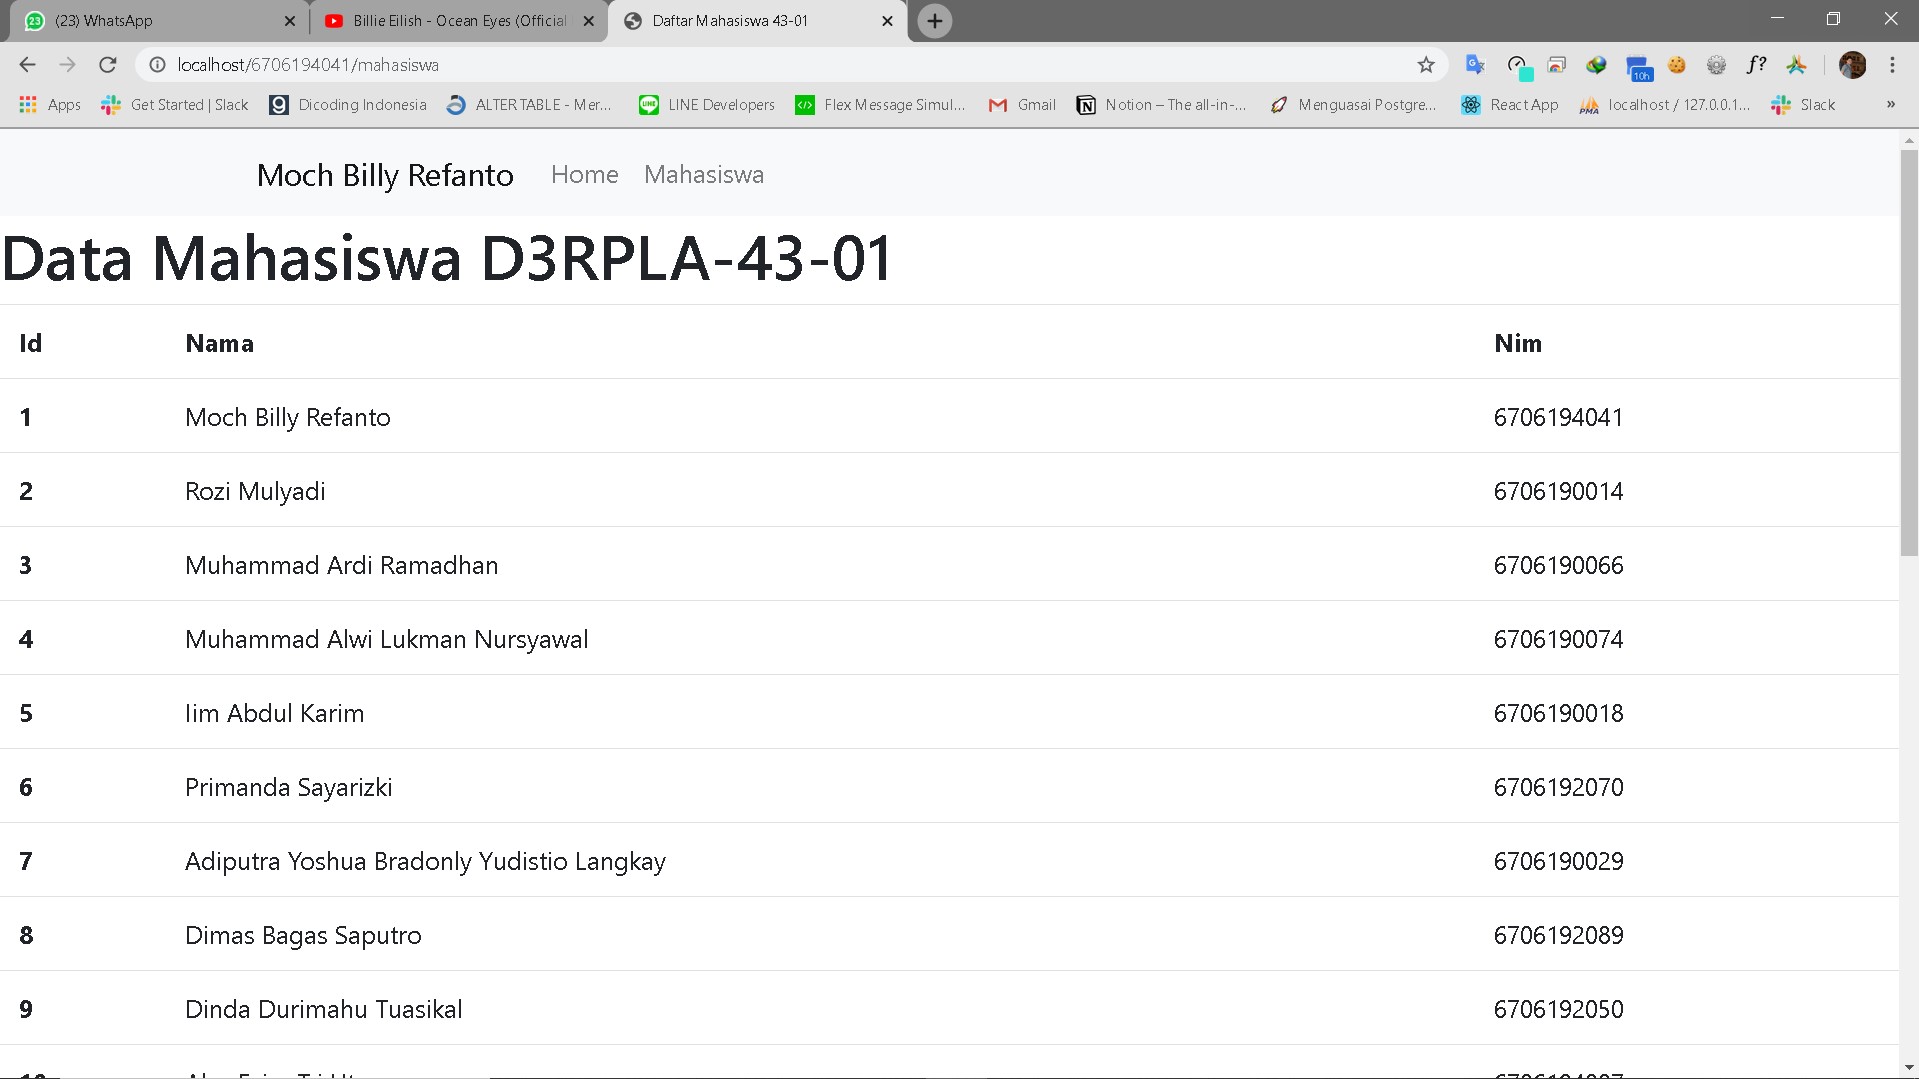 (23) WhatsApp
Billie Eilish - Ocean Eyes (Official
Daftar Mahasiswa 43-01
localhost/6706194041/mahasiswa
10h
f?
Apps
Get Started | Slack
Dicoding Indonesia
ALTER TABLE - Mer...
LINE Developers
Flex Message Simul...
Gmail
Notion – The all-in-...
Menguasai Postgre...
React App
localhost / 127.0.0.1...
Slack
»
Moch Billy Refanto Home Mahasiswa
Data Mahasiswa D3RPLA-43-01
Id Nama Nim
1 Moch Billy Refanto 6706194041
2 Rozi Mulyadi 6706190014
3 Muhammad Ardi Ramadhan 6706190066
4 Muhammad Alwi Lukman Nursyawal 6706190074
5 Iim Abdul Karim 6706190018
6 Primanda Sayarizki 6706192070
7 Adiputra Yoshua Bradonly Yudistio Langkay 6706190029
8 Dimas Bagas Saputro 6706192089
9 Dinda Durimahu Tuasikal 6706192050
10